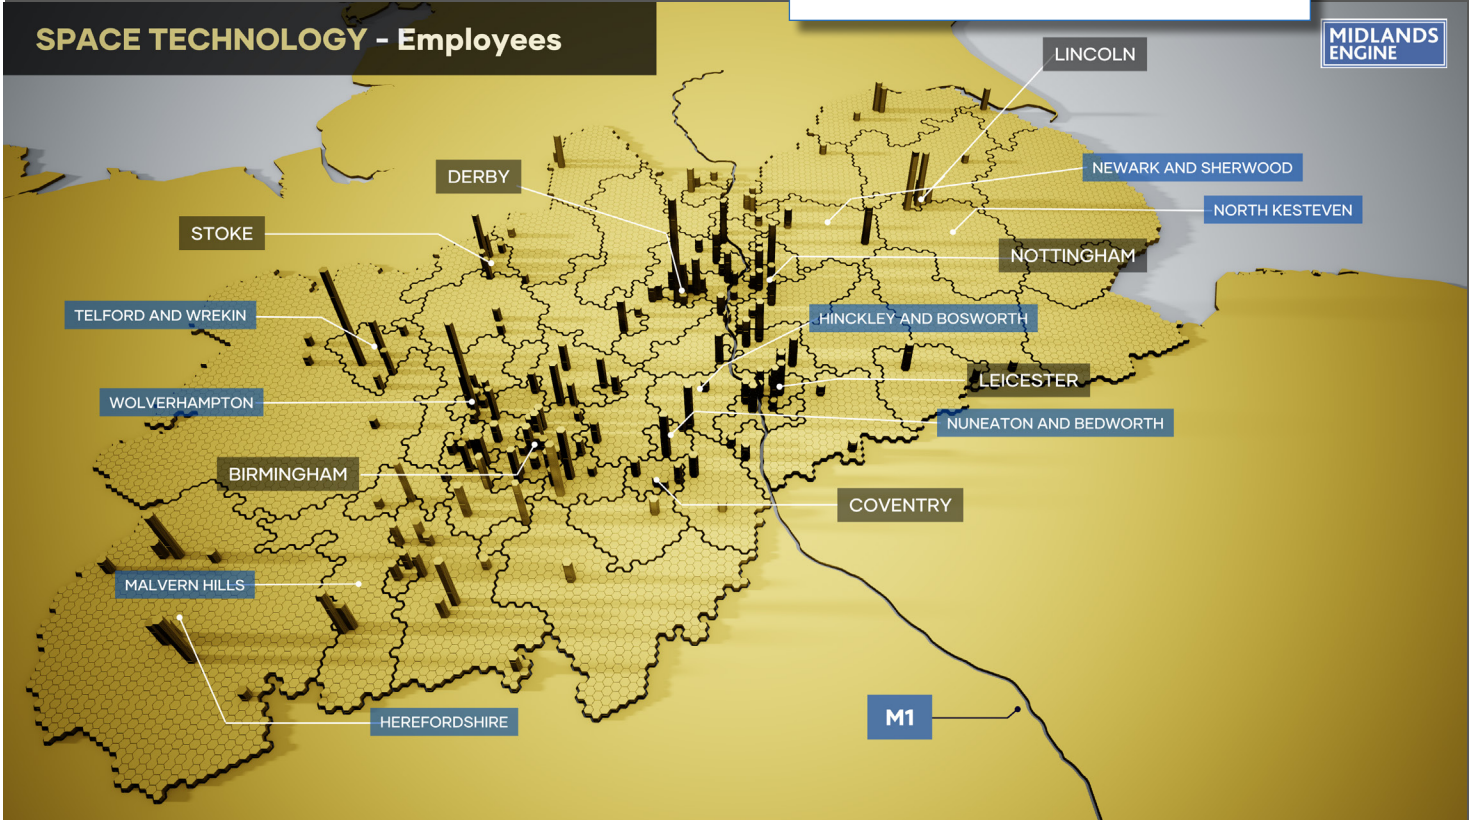 SPACE TECHNOLOGY - Employees
MIDLANDS
ENGINE
LINCOLN
NEWARK AND SHERWOOD
DERBY
NORTH KESTEVEN
STOKE
NOTTINGHAM
TELFORD AND WREKIN
HINCKLEY AND BOSWORTH
LEICESTER
WOLVERHAMPTON
NUNEATON AND BEDWORTH
BIRMINGHAM
COVENTRY
MALVERN HILLS
M1
HEREFORDSHIRE